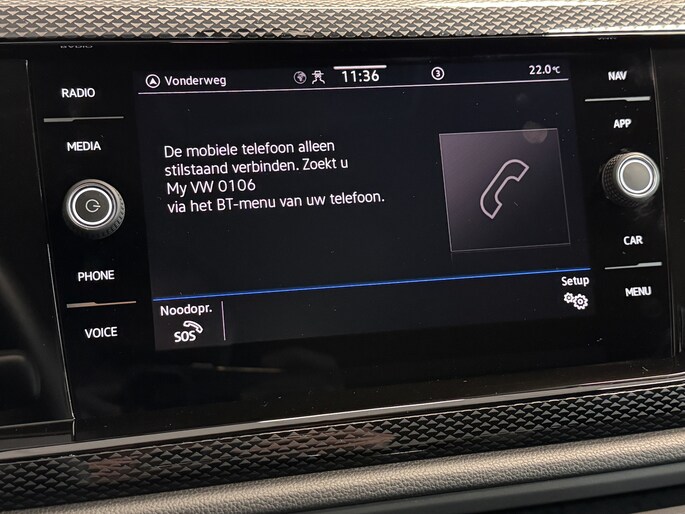 RADIO
MEDIA
PHONE
VOICE
Vonderweg
11:36
3
22.0°C
De mobiele telefoon alleen
stilstaand verbinden. Zoekt u
My VW 0106
via het BT-menu van uw telefoon.
Noodopr.
SOS
Setup
NAV
APP
CAR
MENU